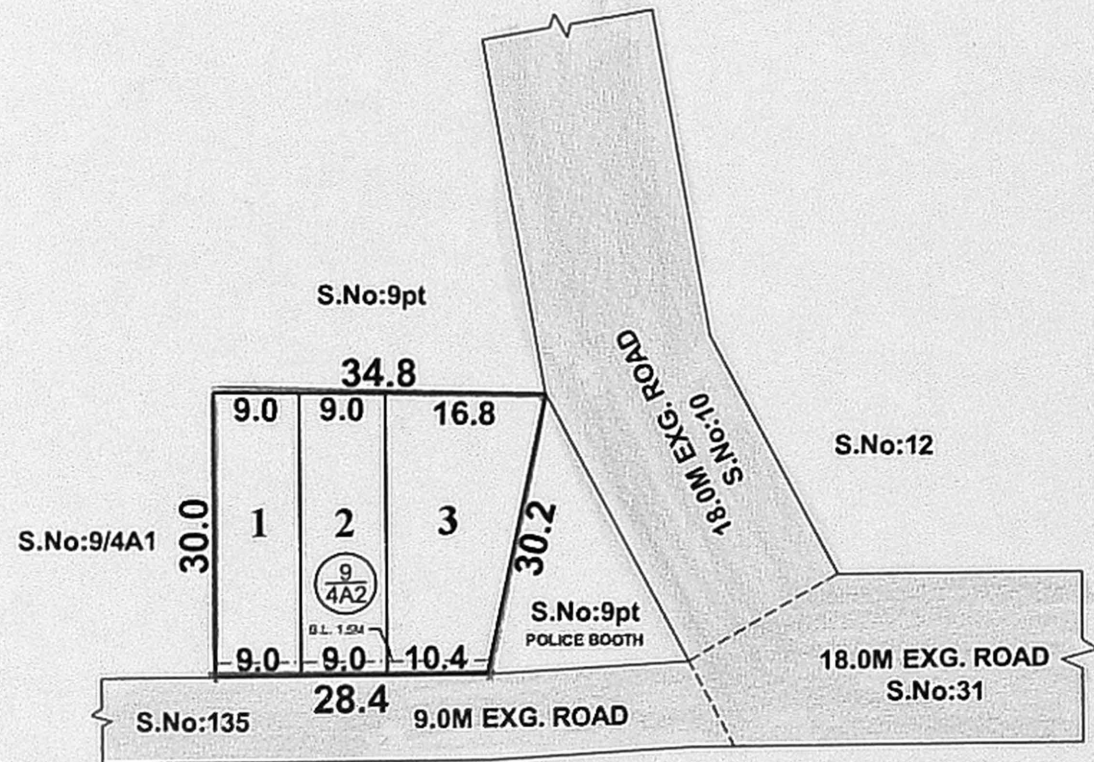 S.No:9pt
34.8
9.0 9.0 16.8
18.0M EXG. ROAD
S.No:10
S.No:12
S.No:9/4A1
30.0
1 2 3
30.2
9
4A2
S.No:9pt
POLICE BOOTH
B.L. 1.5M
9.0 9.0 10.4
28.4
18.0M EXG. ROAD
S.No:31
S.No:135
9.0M EXG. ROAD